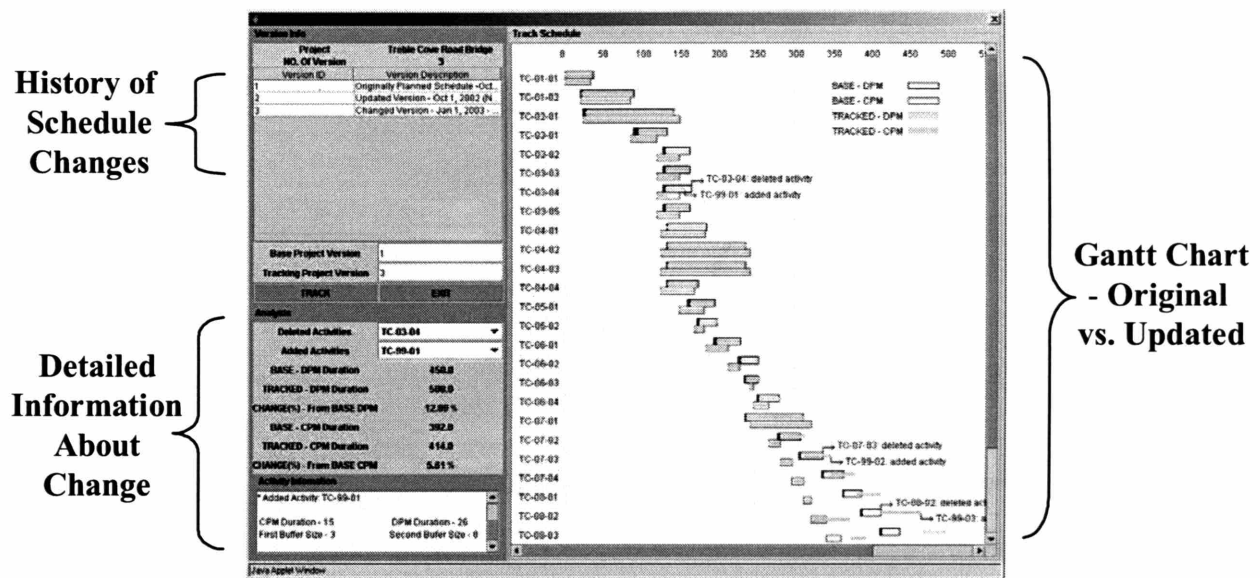 History of
Schedule
Changes
Detailed
Information
About
Change
Version Info
Project Treble Cove Road Bridge
NO. Of Version 3
Version ID Version Description
1 Originally Planned Schedule -Oct..
2 Updated Version - Oct 1, 2002 (N..
3 Changed Version - Jan 1, 2003 - ...
Base Project Version 1
Tracking Project Version 3
TRACK EXIT
Analysis
Deleted Activities TC-03-04
Added Activities TC-99-01
BASE - DPM Duration 450.0
TRACKED - DPM Duration 508.0
CHANGE(%) - From BASE DPM
BASE - CPM Duration 392.0
TRACKED - CPM Duration 414.0
CHANGE(%) - From BASE CPM 5.61 %
Activity Information
* Added Activity: TC-99-01
CPM Duration - 15 DPM Duration - 26
First Buffer Size - 3 Second Bufer Size - 0
Java Applet Window
Track Schedule
0 50 100 150 200 250 300 350 400 450 500
TC-01-01
TC-01-02
TC-02-01
TC-03-01
TC-03-02
TC-03-03
TC-03-04
TC-03-05
TC-04-01
TC-04-02
TC-04-03
TC-04-04
TC-05-01
TC-05-02
TC-06-01
TC-06-02
TC-06-03
TC-06-04
TC-07-01
TC-07-02
TC-07-03
TC-07-04
TC-08-01
TC-08-02
TC-08-03
BASE - DPM
BASE - CPM
TRACKED - DPM
TRACKED - CPM
TC-03-04: deleted activity
TC-99-01: added activity
TC-07-03: deleted activity
TC-99-02: added activity
TC-08-02: deleted acti
TC-99-03: a
Gantt Chart
- Original
vs. Updated